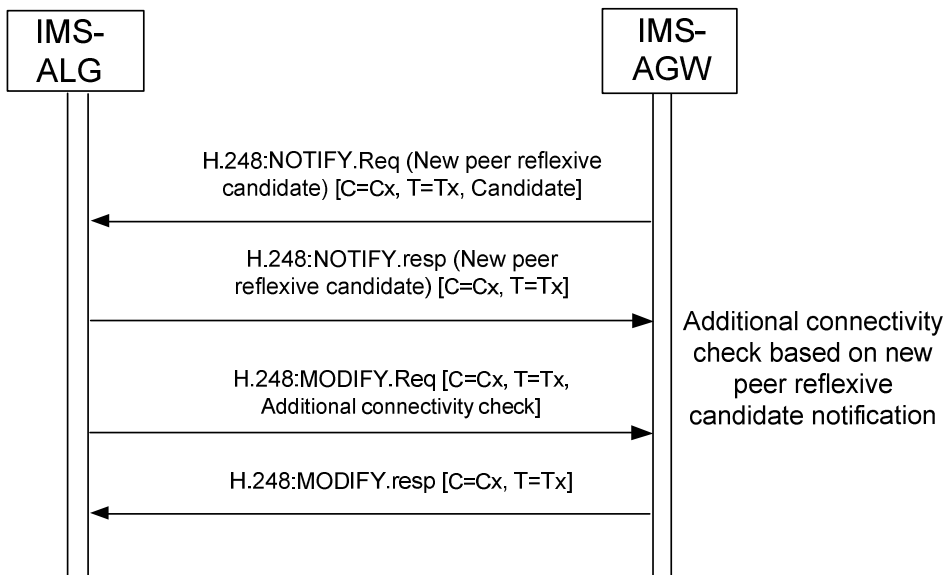 IMS-
ALG
IMS-
AGW
H.248:NOTIFY.Req (New peer reflexive
candidate) [C=Cx, T=Tx, Candidate]
H.248:NOTIFY.resp (New peer
reflexive candidate) [C=Cx, T=Tx]
Additional connectivity
check based on new
peer reflexive
candidate notification
H.248:MODIFY.Req [C=Cx, T=Tx,
Additional connectivity check]
H.248:MODIFY.resp [C=Cx, T=Tx]